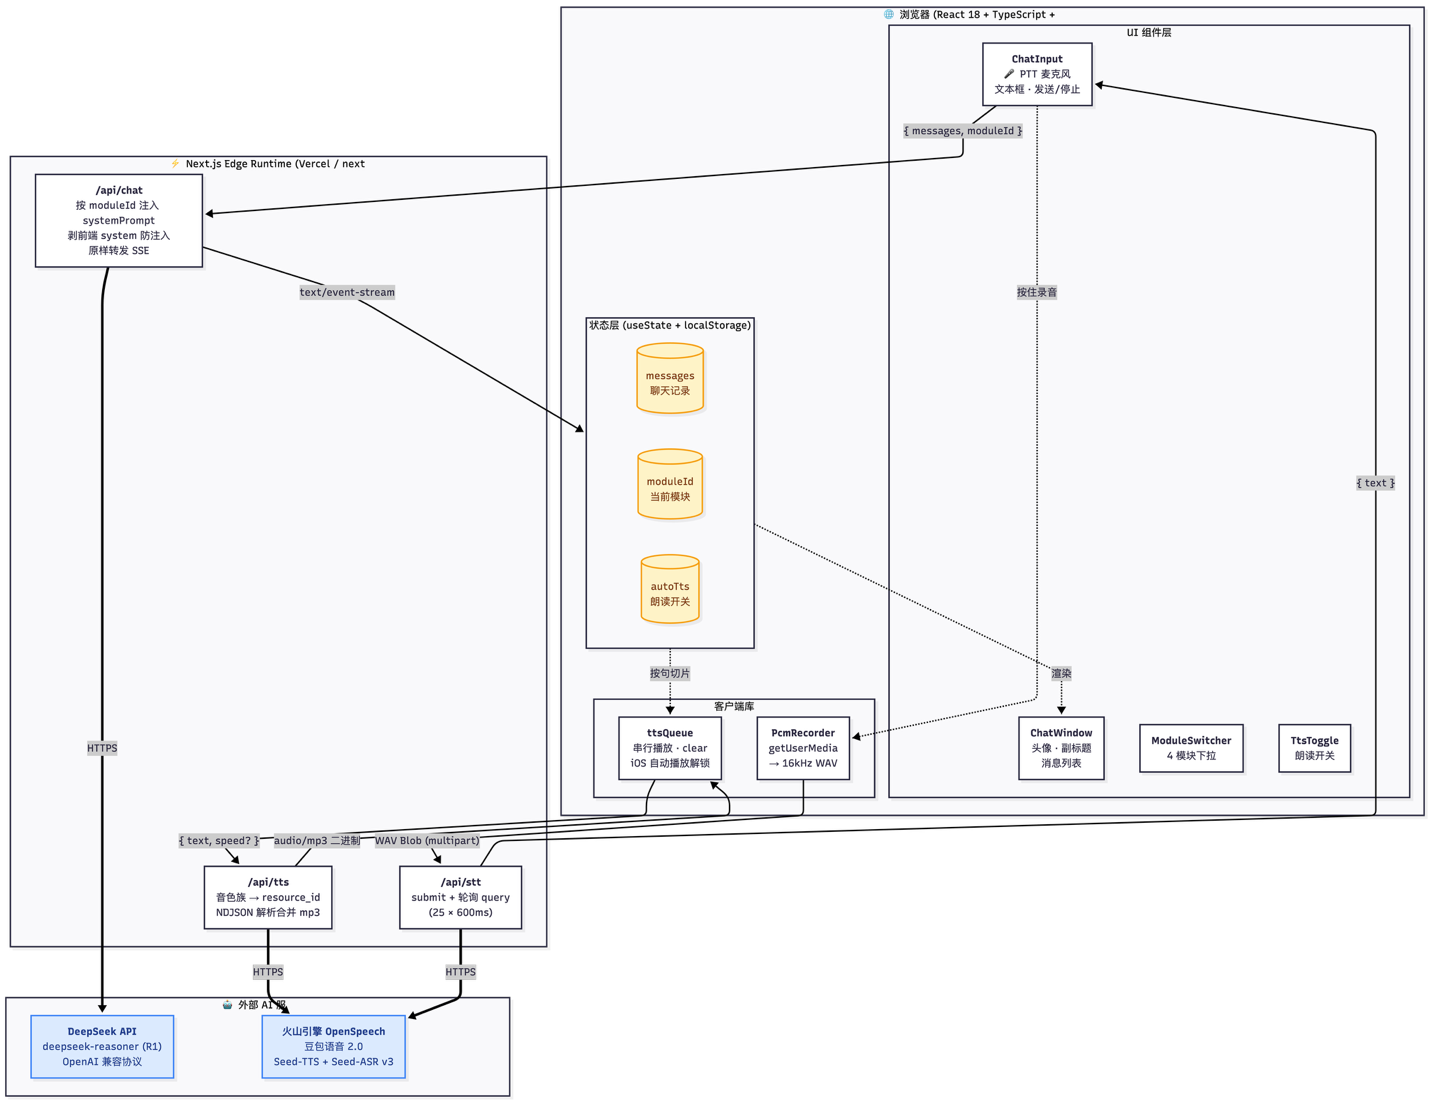 🌐 浏览器 (React 18 + TypeScript +
UI 组件层
ChatInput
🎤 PTT 麦克风
文本框 · 发送/停止
{ messages, moduleId }
⚡ Next.js Edge Runtime (Vercel / next
/api/chat
按 moduleId 注入
systemPrompt
剥前端 system 防注入
原样转发 SSE
text/event-stream
按住录音
状态层 (useState + localStorage)
messages
聊天记录
moduleId
当前模块
{ text }
autoTts
朗读开关
按句切片
渲染
客户端库
ttsQueue
串行播放 · clear
iOS 自动播放解锁
PcmRecorder
getUserMedia
→ 16kHz WAV
ChatWindow
头像 · 副标题
消息列表
ModuleSwitcher
4 模块下拉
TtsToggle
朗读开关
HTTPS
{ text, speed? }
audio/mp3 二进制
WAV Blob (multipart)
/api/tts
音色族 → resource_id
NDJSON 解析合并 mp3
/api/stt
submit + 轮询 query
(25 × 600ms)
HTTPS
HTTPS
🤖 外部 AI 服
DeepSeek API
deepseek-reasoner (R1)
OpenAI 兼容协议
火山引擎 OpenSpeech
豆包语音 2.0
Seed-TTS + Seed-ASR v3